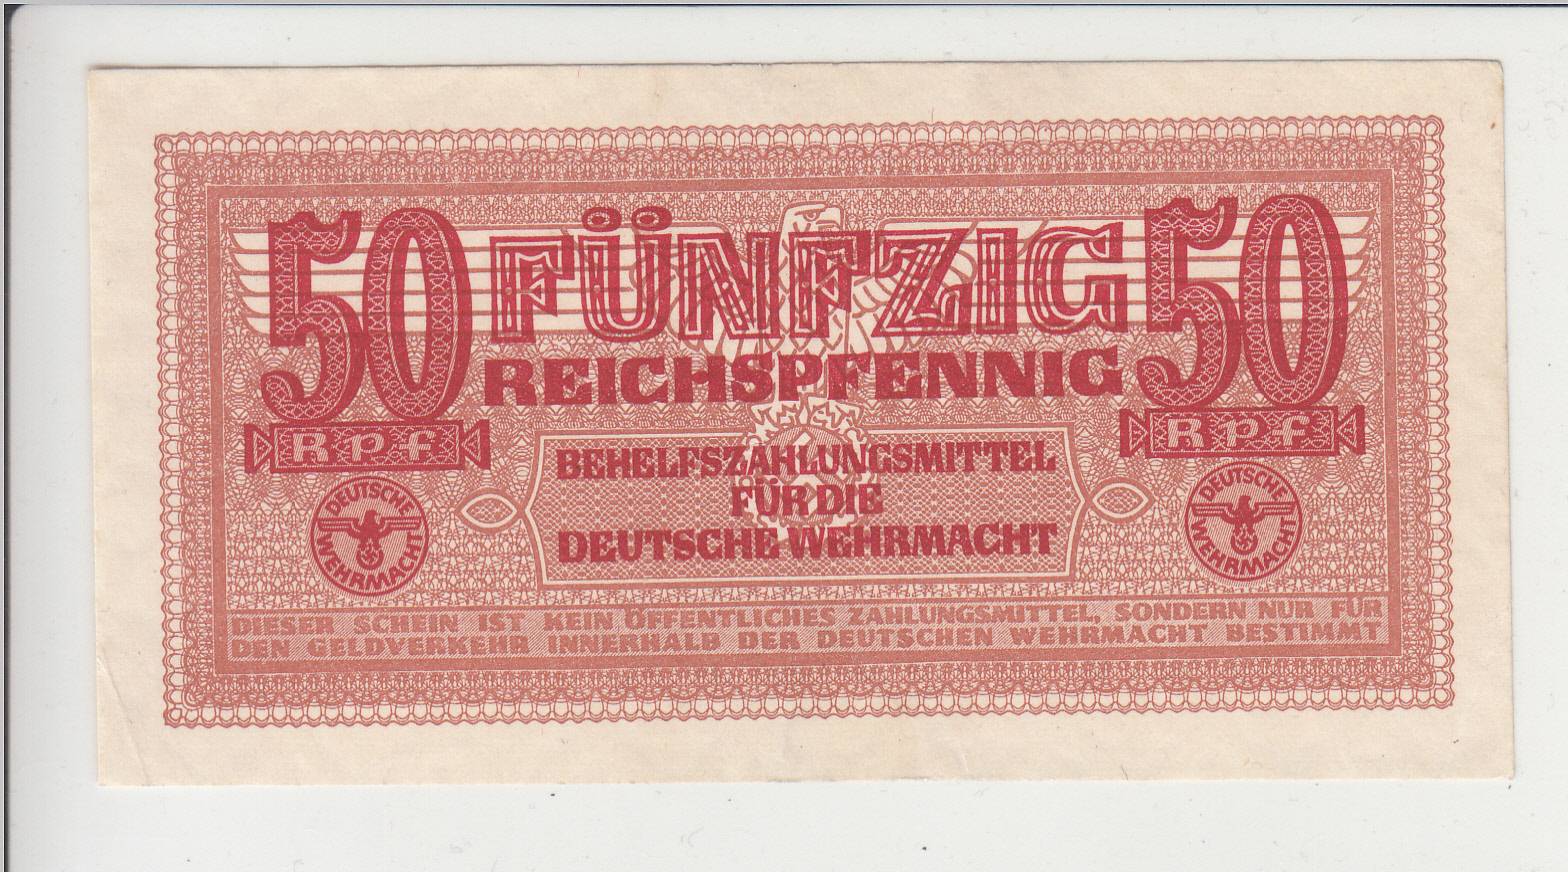 50 FÜNFZIG 50
REICHSPFENNIG
Rpf
Rpf
BEHELFSZAHLUNGSMITTEL
FÜR DIE
DEUTSCHE WEHRMACHT
DEUTSCHE WEHRMACHT
DEUTSCHE WEHRMACHT
DIESER SCHEIN IST KEIN ÖFFENTLICHES ZAHLUNGSMITTEL, SONDERN NUR FÜR
DEN GELDVERKEHR INNERHALB DER DEUTSCHEN WEHRMACHT BESTIMMT